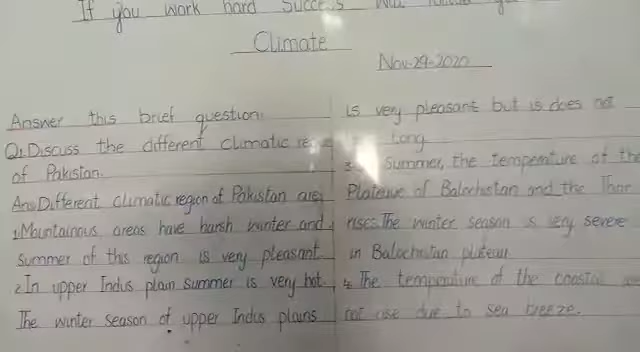 If you work hard Success will
Climate
Nov-29-2020
Answer this brief question.
Q1. Discuss the different climatic
of Pakistan.
Ans. Different climatic region of Pakistan are,
1. Mountainous areas have harsh winter and
summer of this region is very pleasant
2. In upper Indus plain summer is very hot.
The winter season of upper Indus plains
is very pleasant but is does not
Long
3. Summer, the temperature of the
Plateiue of Balochistan and the Thar
rises. The winter season is very severe
in Balochistan pluteau
4. The temperature of the coastal
not rise due to sea breeze.